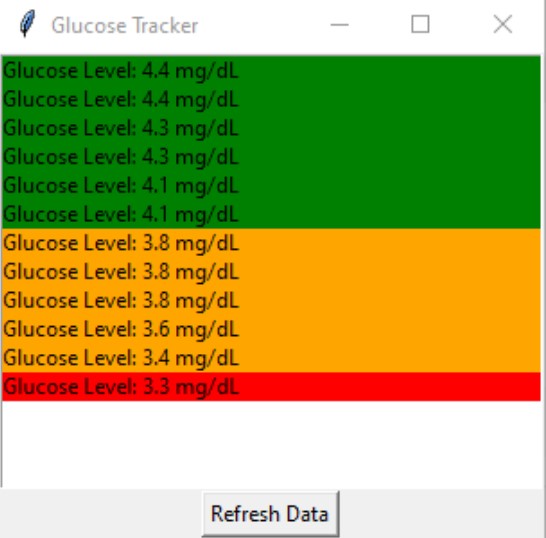 Glucose Tracker
Glucose Level: 4.4 mg/dL
Glucose Level: 4.4 mg/dL
Glucose Level: 4.3 mg/dL
Glucose Level: 4.3 mg/dL
Glucose Level: 4.1 mg/dL
Glucose Level: 4.1 mg/dL
Glucose Level: 3.8 mg/dL
Glucose Level: 3.8 mg/dL
Glucose Level: 3.8 mg/dL
Glucose Level: 3.6 mg/dL
Glucose Level: 3.4 mg/dL
Glucose Level: 3.3 mg/dL
Refresh Data